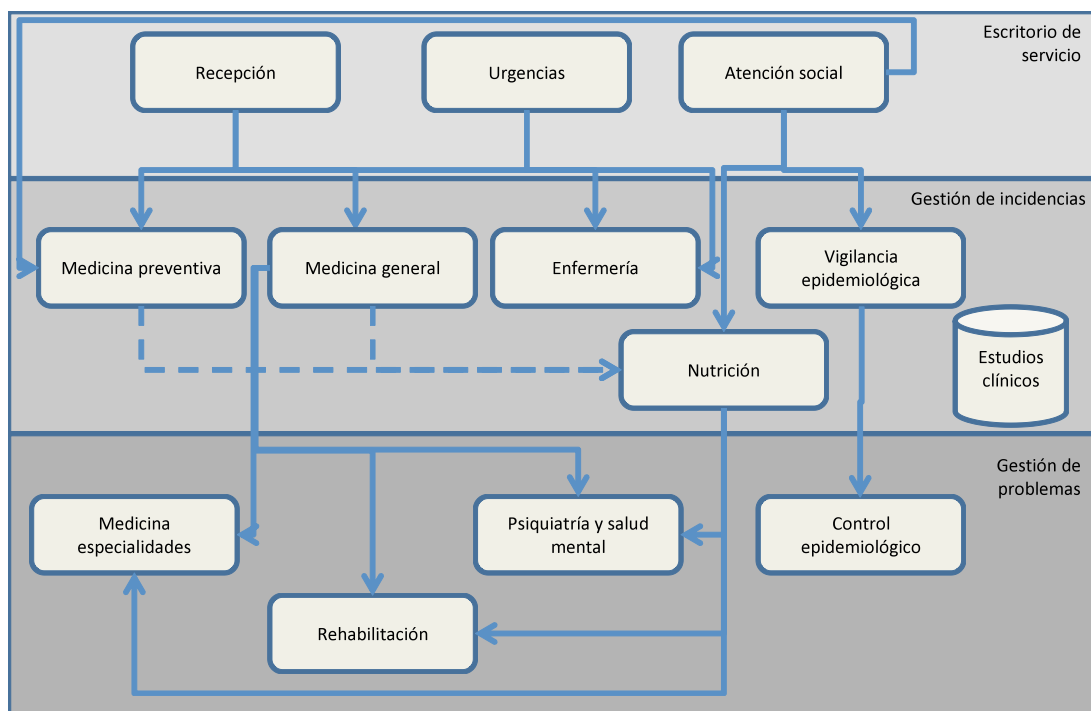 Escritorio de
servicio
Recepción
Urgencias
Atención social
Gestión de incidencias
Medicina preventiva
Medicina general
Enfermería
Vigilancia
epidemiológica
Nutrición
Estudios
clínicos
Gestión de
problemas
Medicina
especialidades
Psiquiatría y salud
mental
Control
epidemiológico
Rehabilitación